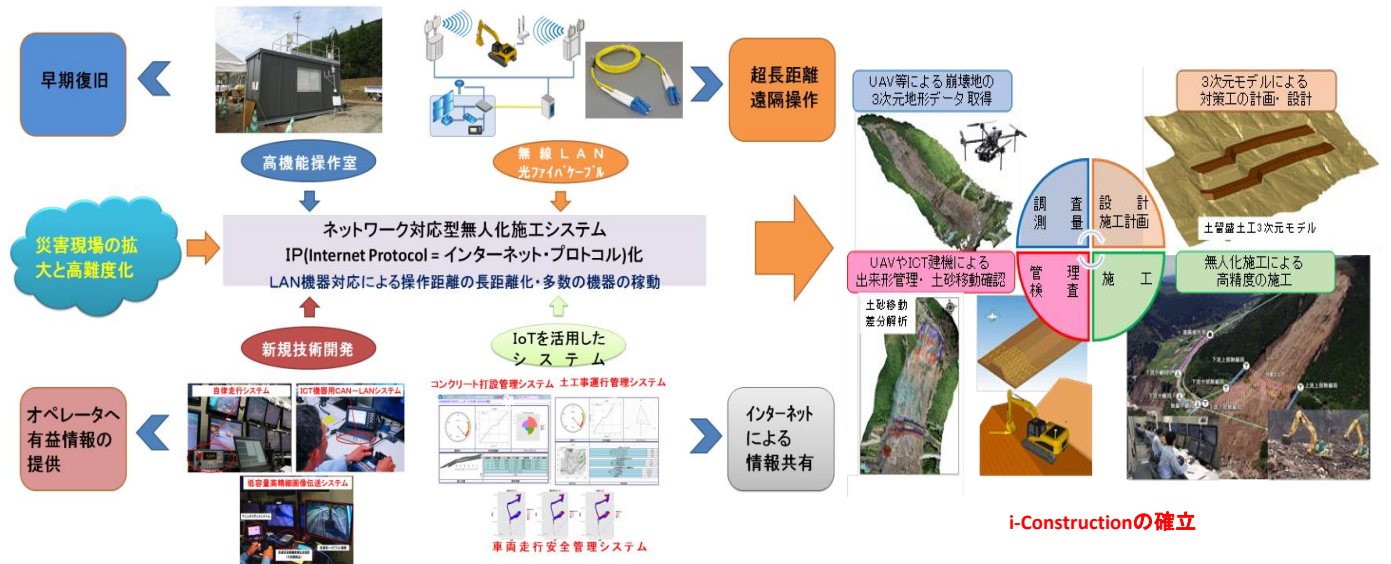 早期復旧
高機能操作室
無線LAN
光ファイバケーブル
超長距離
遠隔操作
災害現場の拡
大と高難度化
ネットワーク対応型無人化施工システム
IP(Internet Protocol = インターネット・プロトコル)化
LAN機器対応による操作距離の長距離化・多数の機器の稼動
新規技術開発
IoTを活用した
システム
オペレータへ
有益情報の
提供
自律走行システム
ICT機器用CAN－LANシステム
低容量高精細画像伝送システム
コンクリート打設管理システム
土工事運行管理システム
車両走行安全管理システム
インターネット
による
情報共有
UAV等による崩壊地の
3次元地形データ取得
3次元モデルによる
対策工の計画・設計
土留盛土工3次元モデル
調査
測量
設計
施工計画
管理
検査
施工
UAVやICT建機による
出来形管理・土砂移動確認
土砂移動
差分解析
無人化施工による
高精度の施工
i-Constructionの確立